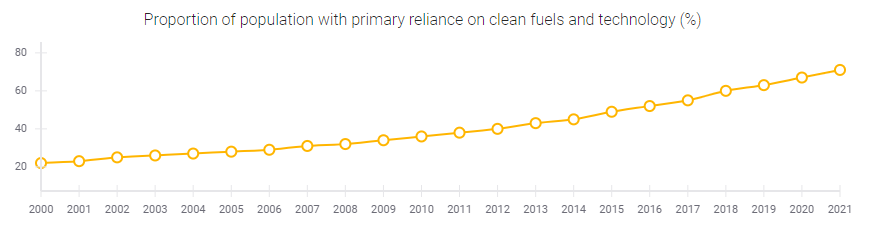 Proportion of population with primary reliance on clean fuels and technology (%)
80
60
40
20
2000 2001 2002 2003 2004 2005 2006 2007 2008 2009 2010 2011 2012 2013 2014 2015 2016 2017 2018 2019 2020 2021